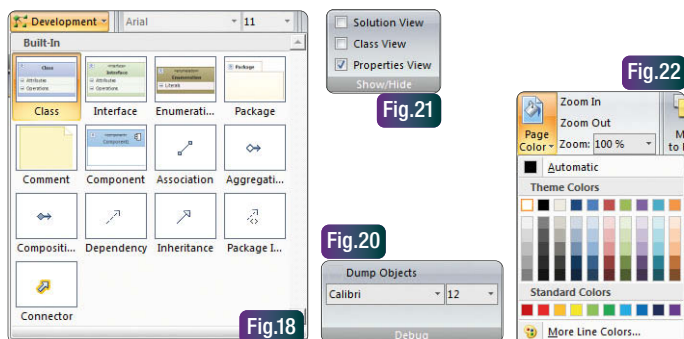 Development
Arial
11
Built-In
Class
Interface
Enumerati...
Package
Comment
Component
Association
Aggregati...
Compositi...
Dependency
Inheritance
Package I...
Connector
Fig.18
Solution View
Class View
Properties View
Show/Hide
Fig.21
Fig.20
Dump Objects
Calibri
12
Debug
Fig.22
Zoom In
Zoom Out
Page
Color
Zoom: 100 %
M
to
Automatic
Theme Colors
Standard Colors
More Line Colors...